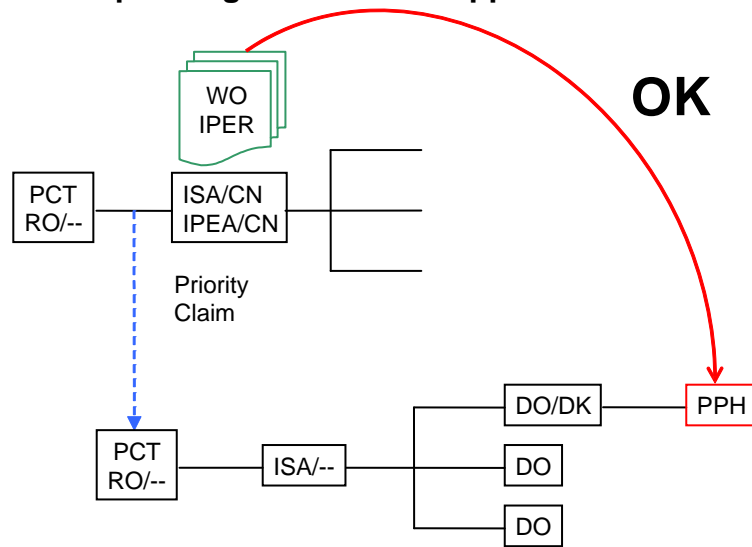 WO
IPER
OK
PCT
RO/--
ISA/CN
IPEA/CN
Priority
Claim
DO/DK
PPH
PCT
RO/--
ISA/--
DO
DO